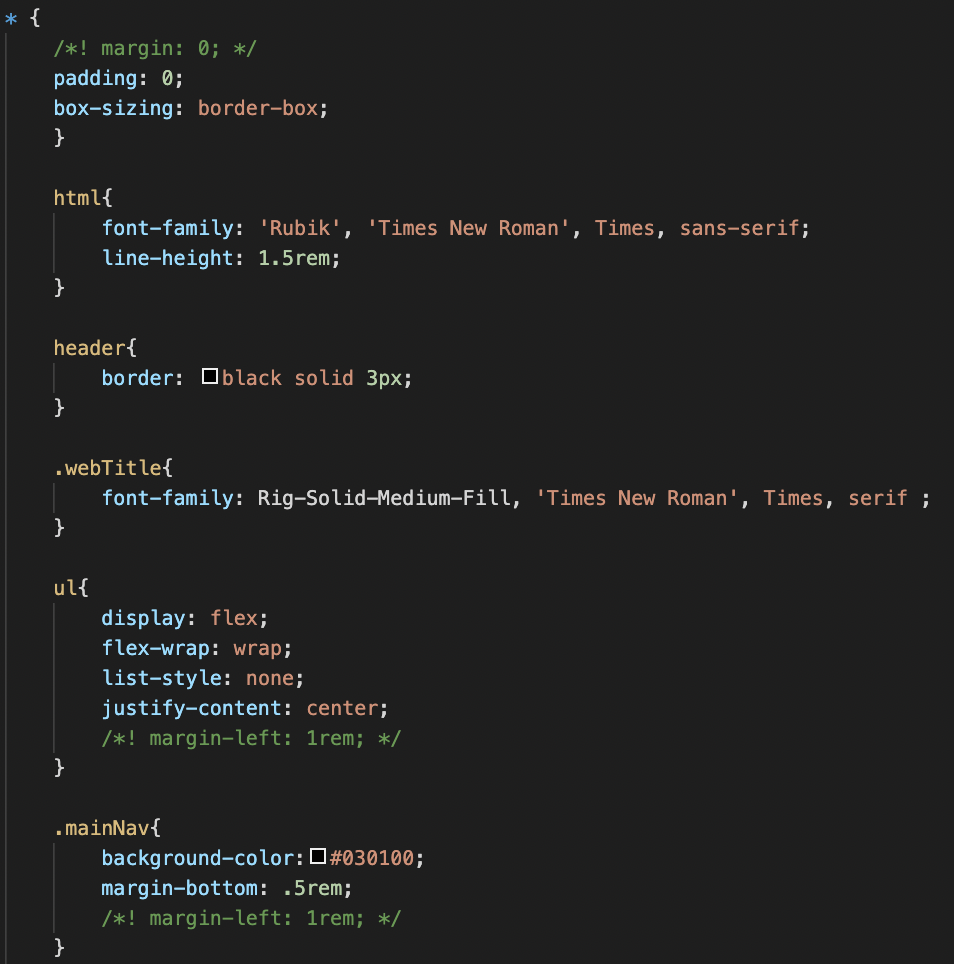 * {
/*! margin: 0; */
padding: 0;
box-sizing: border-box;
}
html{
font-family: 'Rubik', 'Times New Roman', Times, sans-serif;
line-height: 1.5rem;
}
header{
border: black solid 3px;
}
.webTitle{
font-family: Rig-Solid-Medium-Fill, 'Times New Roman', Times, serif ;
}
ul{
display: flex;
flex-wrap: wrap;
list-style: none;
justify-content: center;
/*! margin-left: 1rem; */
}
.mainNav{
background-color:#030100;
margin-bottom: .5rem;
/*! margin-left: 1rem; */
}